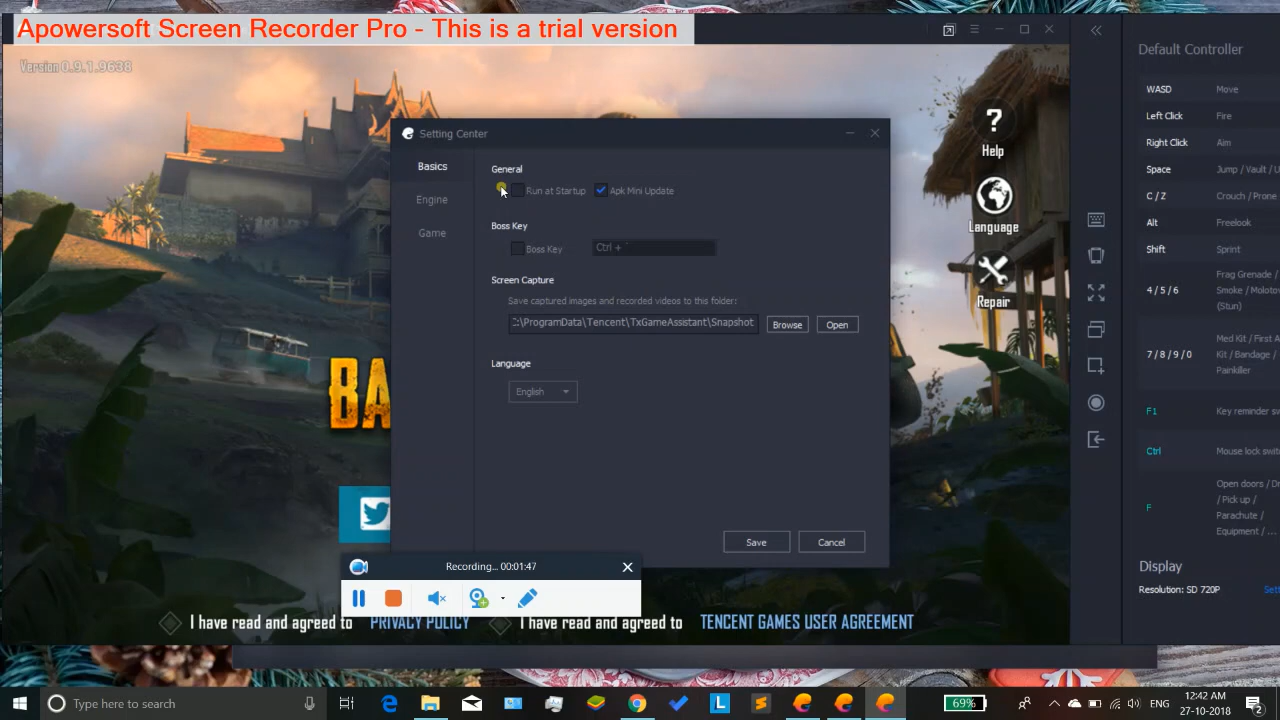 Apowersoft Screen Recorder Pro - This is a trial version
Version 0.9.1.9638
Default Controller
WASD Move
Left Click Fire
Right Click Aim
Space Jump / Vault / U
C / Z Crouch / Prone
Alt Freelook
Shift Sprint
4 / 5 / 6 Frag Grenade /
Smoke / Molotov
(Stun)
7 / 8 / 9 / 0 Med Kit / First A
Kit / Bandage /
Painkiller
F1 Key reminder sw
Ctrl Mouse lock swit
F Open doors / Dr
/ Pick up /
Parachute /
Equipment / ...
Display
Resolution: SD 720P Sett
Help
Language
Repair
Setting Center
Basics
Engine
Game
General
Run at Startup Apk Mini Update
Boss Key
Boss Key Ctrl + `
Screen Capture
Save captured images and recorded videos to this folder:
:\ProgramData\Tencent\TxGameAssistant\Snapshot Browse Open
Language
English
Save Cancel
BA
Recording... 00:01:47
I have read and agreed to PRIVACY POLICY I have read and agreed to TENCENT GAMES USER AGREEMENT
Type here to search
69%
12:42 AM
27-10-2018
2